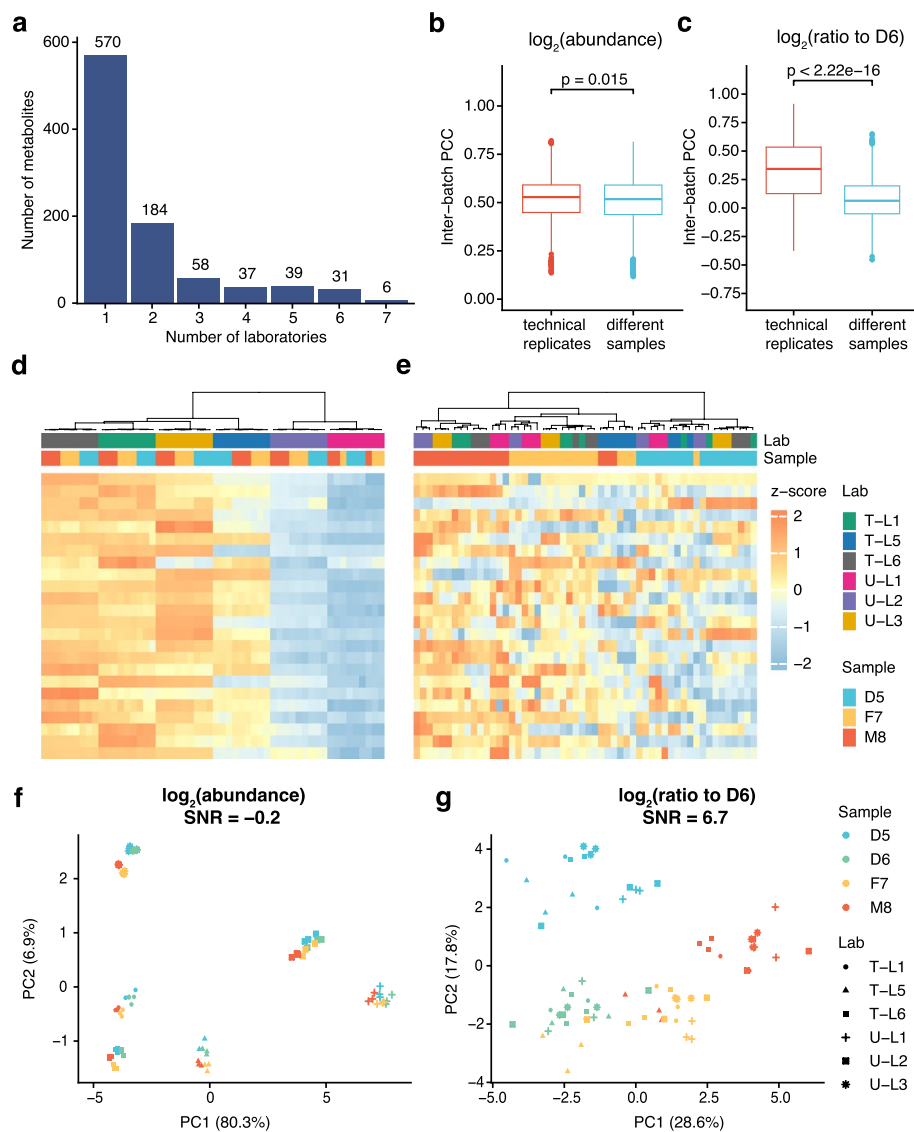 a
600
400
200
0
Number of metabolites
570
184
58
37
39
31
6
1 2 3 4 5 6 7
Number of laboratories
b
log2(abundance)
p = 0.015
1.00
0.75
0.50
0.25
0.00
Inter-batch PCC
technical replicates
different samples
c
log2(ratio to D6)
p < 2.22e−16
1.00
0.75
0.50
0.25
0.00
−0.25
−0.50
−0.75
Inter-batch PCC
technical replicates
different samples
d
e
Lab
Sample
z−score
2
1
0
−1
−2
Lab
T−L1
T−L5
T−L6
U−L1
U−L2
U−L3
Sample
D5
F7
M8
f
log2(abundance)
SNR = −0.2
2
1
0
−1
PC2 (6.9%)
−5 0 5
PC1 (80.3%)
g
log2(ratio to D6)
SNR = 6.7
4
2
0
−2
−4
PC2 (17.8%)
−5.0 −2.5 0.0 2.5 5.0
PC1 (28.6%)
Sample
D5
D6
F7
M8
Lab
T−L1
T−L5
T−L6
U−L1
U−L2
U−L3